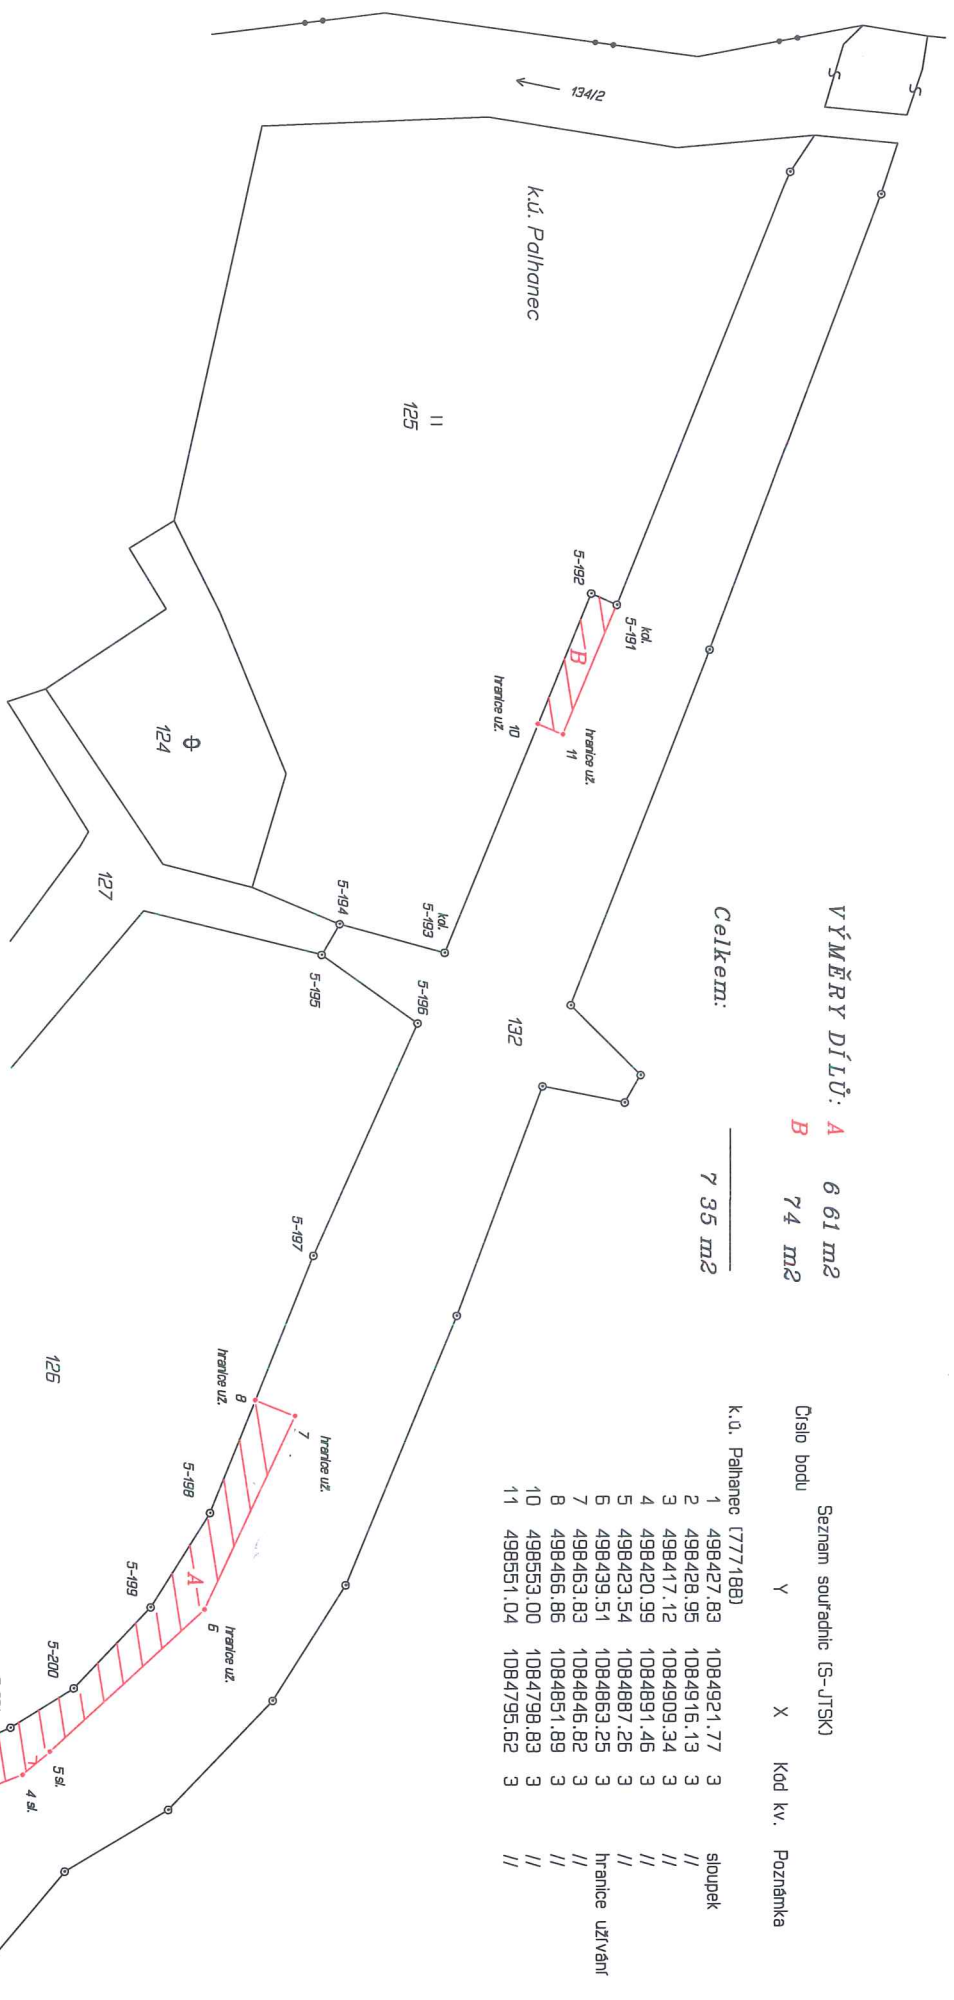 134/2
k.ú. Palhanec
125
124
127
132
126
5-192
kol.
5-191
B
10
hranice už.
hranice už.
11
kol.
5-193
5-194
5-195
5-196
5-197
8
hranice už.
7
hranice už.
5-198
5-199
A
6
hranice už.
5-200
5 sl.
4 sl.
VÝMĚRY DÍLŮ: A 6 61 m2
B 74 m2
Celkem: 7 35 m2
Seznam souřadnic (S-JTSK)
Číslo bodu Y X Kód kv. Poznámka
k.ú. Palhanec (777188)
1 498427.83 1084921.77 3 sloupek
2 498428.95 1084916.13 3 //
3 498417.12 1084909.34 3 //
4 498420.99 1084891.46 3 //
5 498423.54 1084887.26 3 //
6 498439.51 1084863.25 3 hranice užívání
7 498463.83 1084846.82 3 //
8 498466.86 1084851.89 3 //
10 498553.00 1084798.83 3 //
11 498551.04 1084795.62 3 //